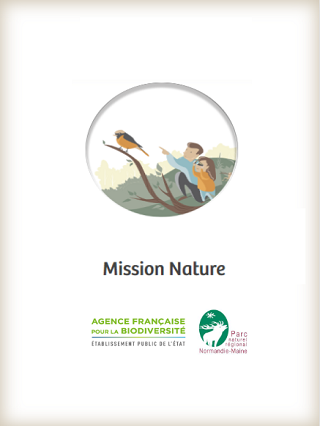 Mission Nature
AGENCE FRANÇAISE
POUR LA BIODIVERSITÉ
ÉTABLISSEMENT PUBLIC DE L'ÉTAT
Parc
naturel
régional
Normandie-Maine